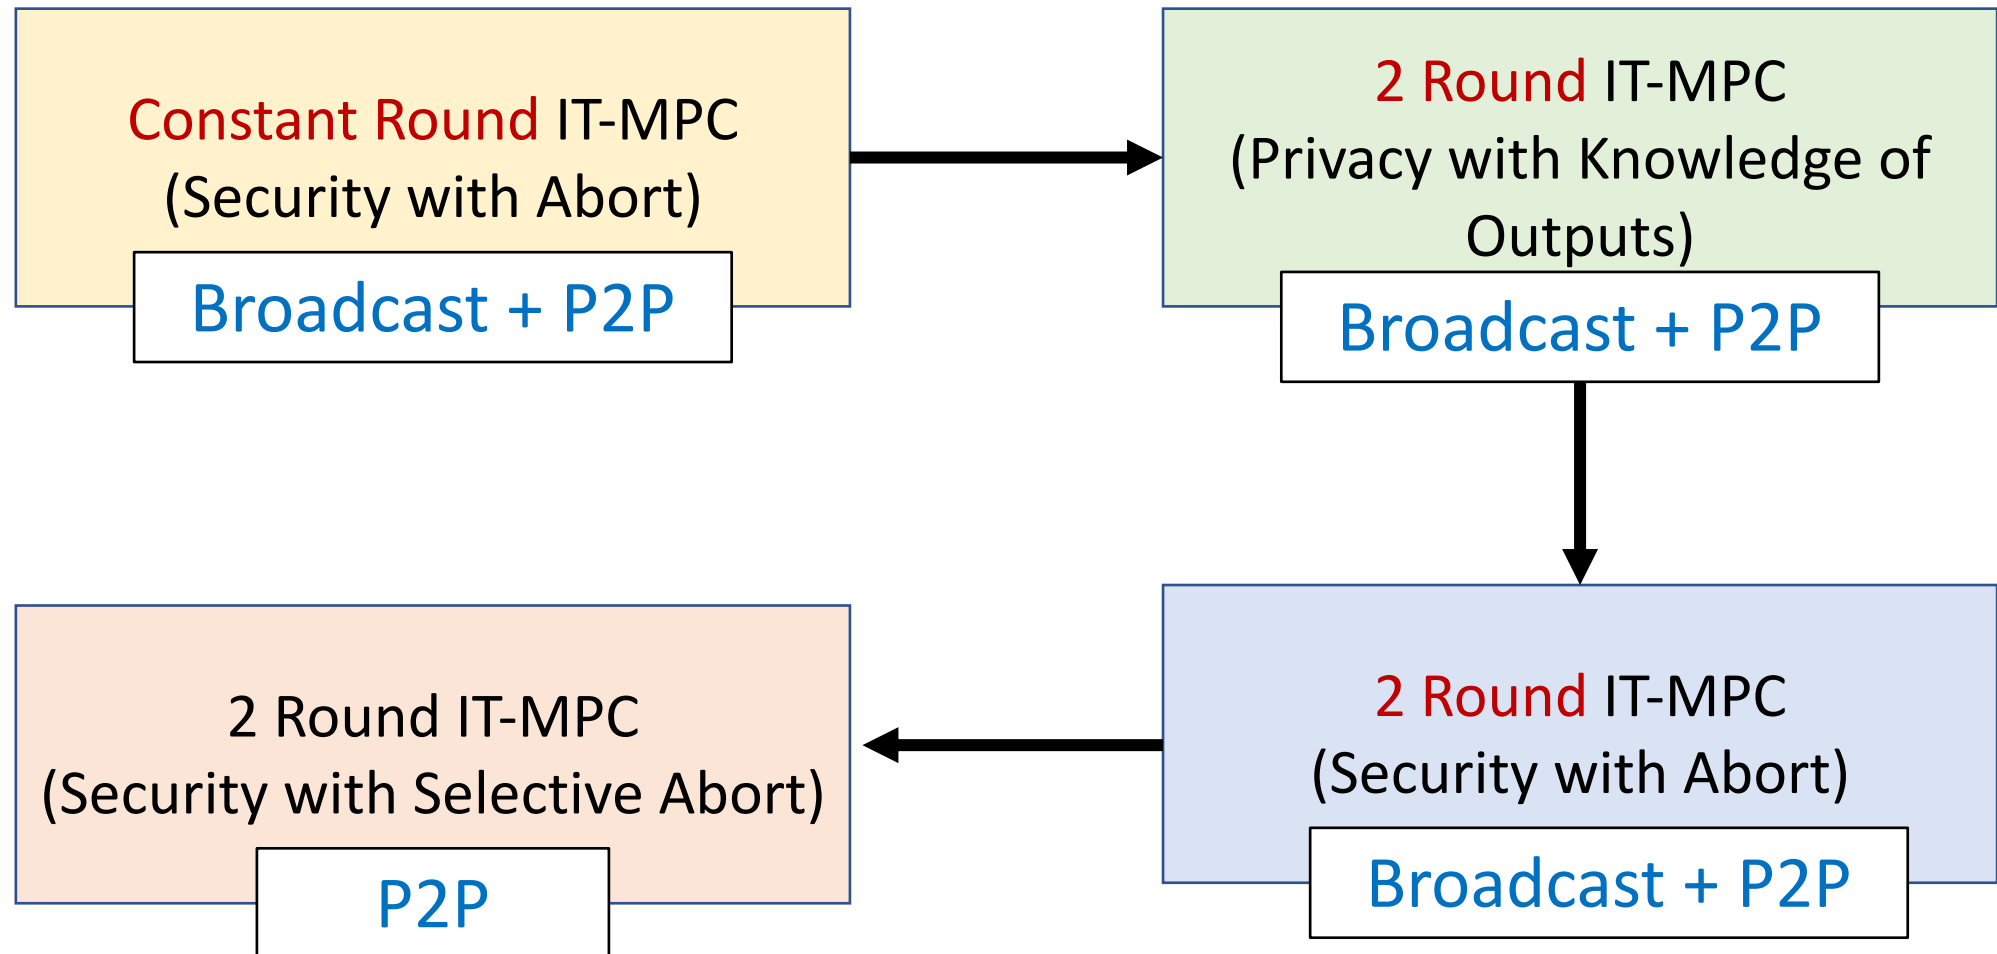 Constant Round IT-MPC
(Security with Abort)
Broadcast + P2P
2 Round IT-MPC
(Privacy with Knowledge of
Outputs)
Broadcast + P2P
2 Round IT-MPC
(Security with Selective Abort)
P2P
2 Round IT-MPC
(Security with Abort)
Broadcast + P2P